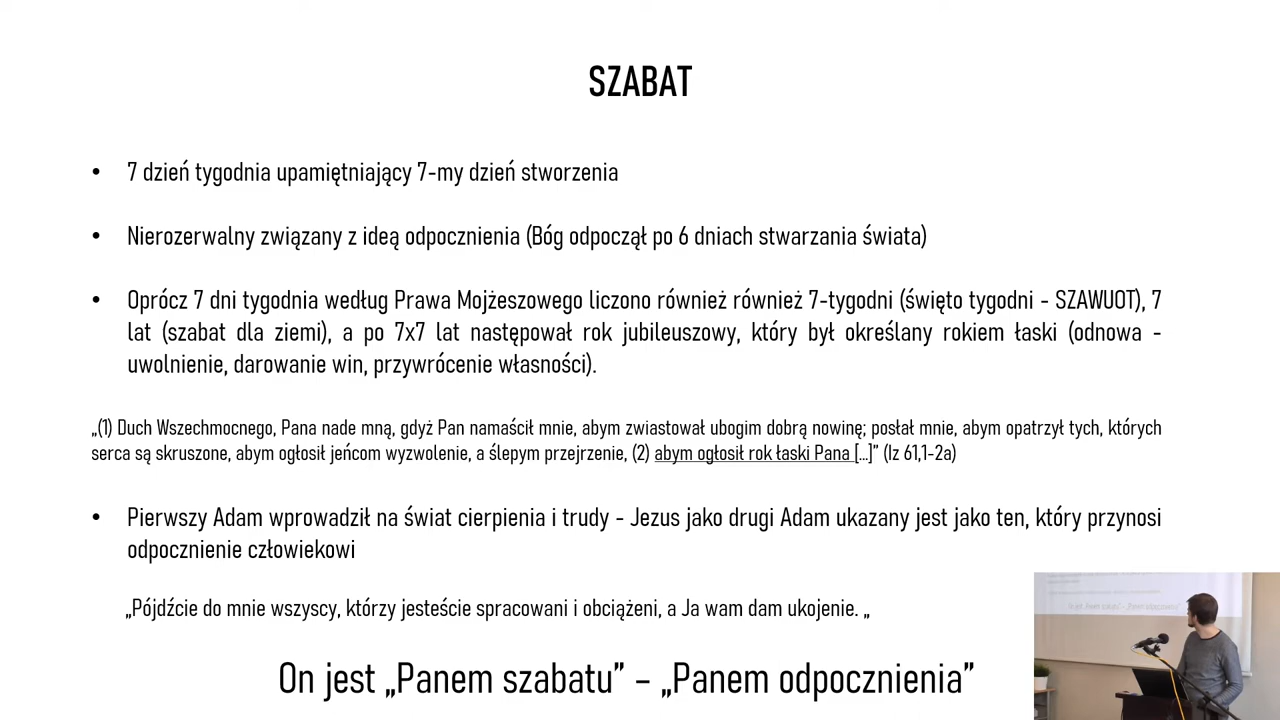 SZABAT
• 7 dzień tygodnia upamiętniający 7-my dzień stworzenia
• Nierozerwalny związany z ideą odpocznienia (Bóg odpoczął po 6 dniach stwarzania świata)
• Oprócz 7 dni tygodnia według Prawa Mojżeszowego liczono również również 7-tygodni (święto tygodni - SZAWUOT), 7
lat (szabat dla ziemi), a po 7x7 lat następował rok jubileuszowy, który był określany rokiem łaski (odnowa -
uwolnienie, darowanie win, przywrócenie własności).
„(1) Duch Wszechmocnego, Pana nade mną, gdyż Pan namaścił mnie, abym zwiastował ubogim dobrą nowinę; posłał mnie, abym opatrzył tych, których
serca są skruszone, abym ogłosił jeńcom wyzwolenie, a ślepym przejrzenie, (2) abym ogłosił rok łaski Pana […]” (Iz 61,1-2a)
• Pierwszy Adam wprowadził na świat cierpienia i trudy - Jezus jako drugi Adam ukazany jest jako ten, który przynosi
odpocznienie człowiekowi
„Pójdźcie do mnie wszyscy, którzy jesteście spracowani i obciążeni, a Ja wam dam ukojenie. „
On jest „Panem szabatu” – „Panem odpocznienia”